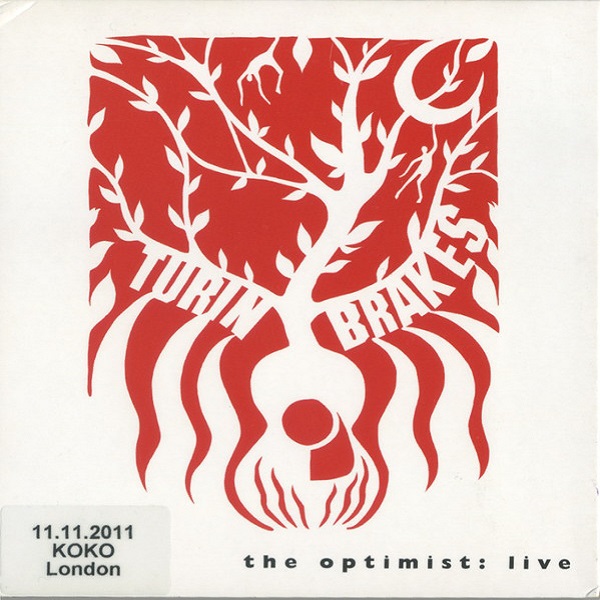 TURIN BRAKES
11.11.2011
KOKO
London
the optimist: live